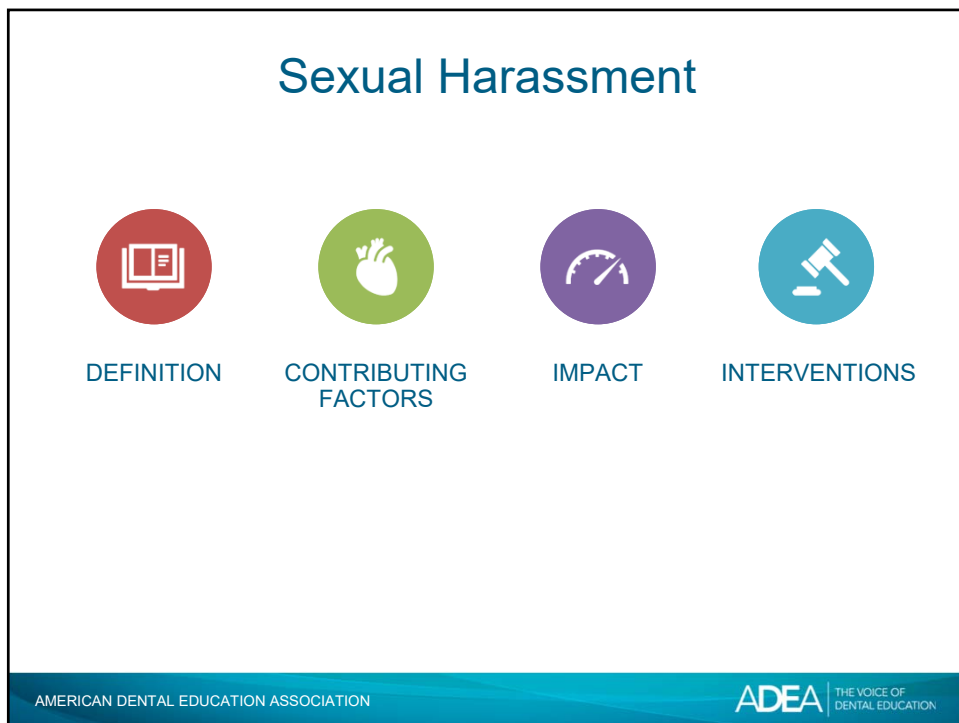 Sexual Harassment
DEFINITION
CONTRIBUTING
FACTORS
IMPACT
INTERVENTIONS
AMERICAN DENTAL EDUCATION ASSOCIATION
ADEA
THE VOICE OF
DENTAL EDUCATION